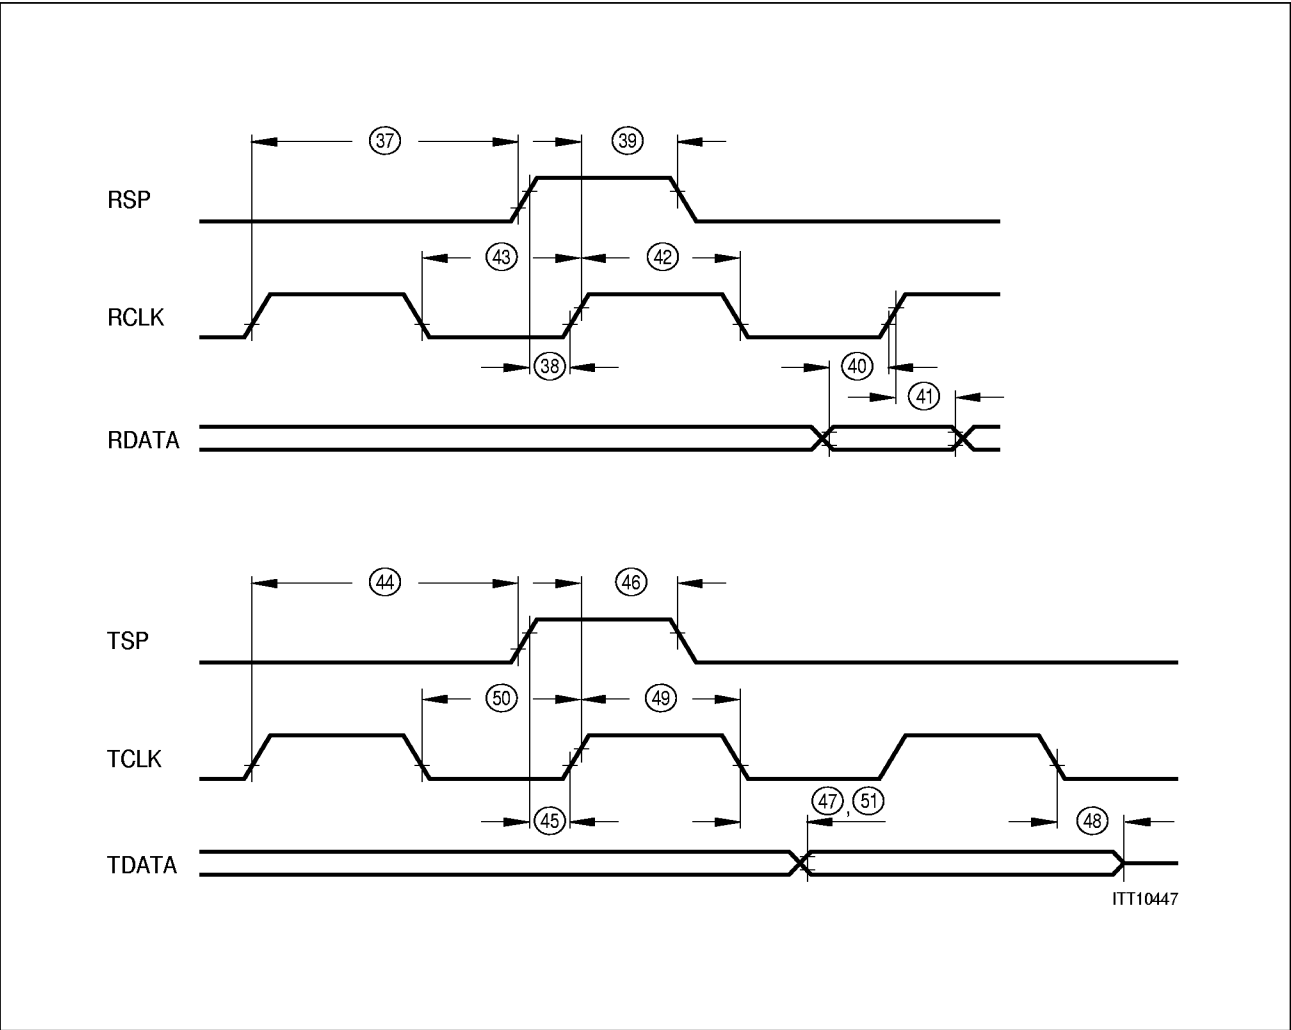 37 39
RSP
43 42
RCLK
38 40
41
RDATA
44 46
TSP
50 49
TCLK
45 47 , 51 48
TDATA
ITT10447